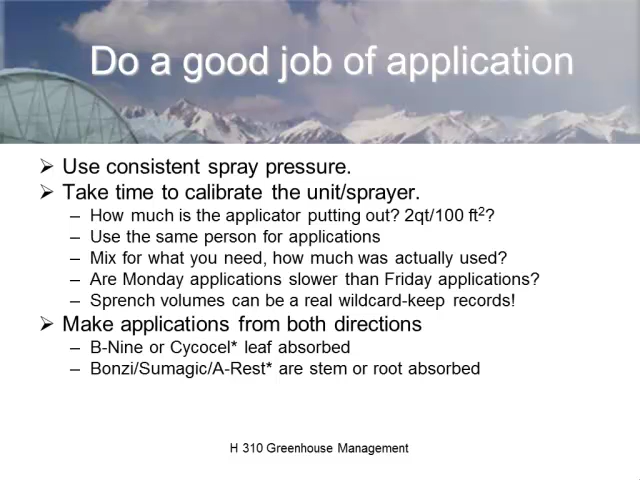 Do a good job of application
➢ Use consistent spray pressure.
➢ Take time to calibrate the unit/sprayer.
– How much is the applicator putting out? 2qt/100 ft²?
– Use the same person for applications
– Mix for what you need, how much was actually used?
– Are Monday applications slower than Friday applications?
– Sprench volumes can be a real wildcard-keep records!
➢ Make applications from both directions
– B-Nine or Cycocel* leaf absorbed
– Bonzi/Sumagic/A-Rest* are stem or root absorbed
H 310 Greenhouse Management